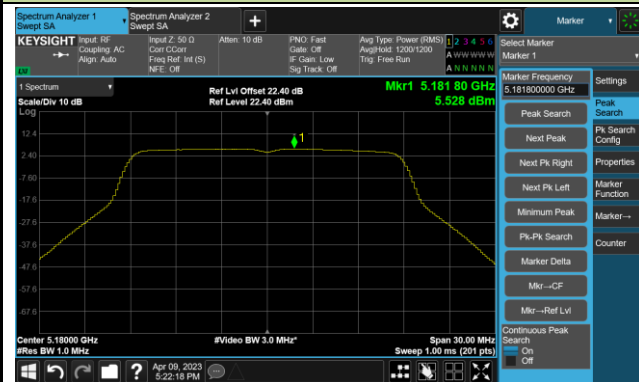 Spectrum Analyzer 1
Swept SA
Spectrum Analyzer 2
Swept SA
+
Marker
KEYSIGHT
Input: RF
Coupling: AC
Align: Auto
Input Z: 50 Ω
Corr CCorr
Freq Ref: Int (S)
NFE: Off
Atten: 10 dB
PNO: Fast
Gate: Off
IF Gain: Low
Sig Track: Off
Avg Type: Power (RMS)
Avg|Hold: 1200/1200
Trig: Free Run
1 2 3 4 5 6
A W W W W W
A N N N N N
LVI
Select Marker
Marker 1
1 Spectrum
Scale/Div 10 dB
Log
Ref Lvl Offset 22.40 dB
Ref Level 22.40 dBm
Mkr1 5.181 80 GHz
5.528 dBm
1
12.4
2.40
-7.60
-17.6
-27.6
-37.6
-47.6
-57.6
-67.6
Center 5.18000 GHz
#Res BW 1.0 MHz
#Video BW 3.0 MHz*
Span 30.00 MHz
Sweep 1.00 ms (201 pts)
Marker Frequency
5.181800000 GHz
Peak Search
Next Peak
Next Pk Right
Next Pk Left
Minimum Peak
Pk-Pk Search
Marker Delta
Mkr→CF
Mkr→Ref Lvl
Continuous Peak
Search
On
Off
Settings
Peak
Search
Pk Search
Config
Properties
Marker
Function
Marker→
Counter
?
Apr 09, 2023
5:22:18 PM